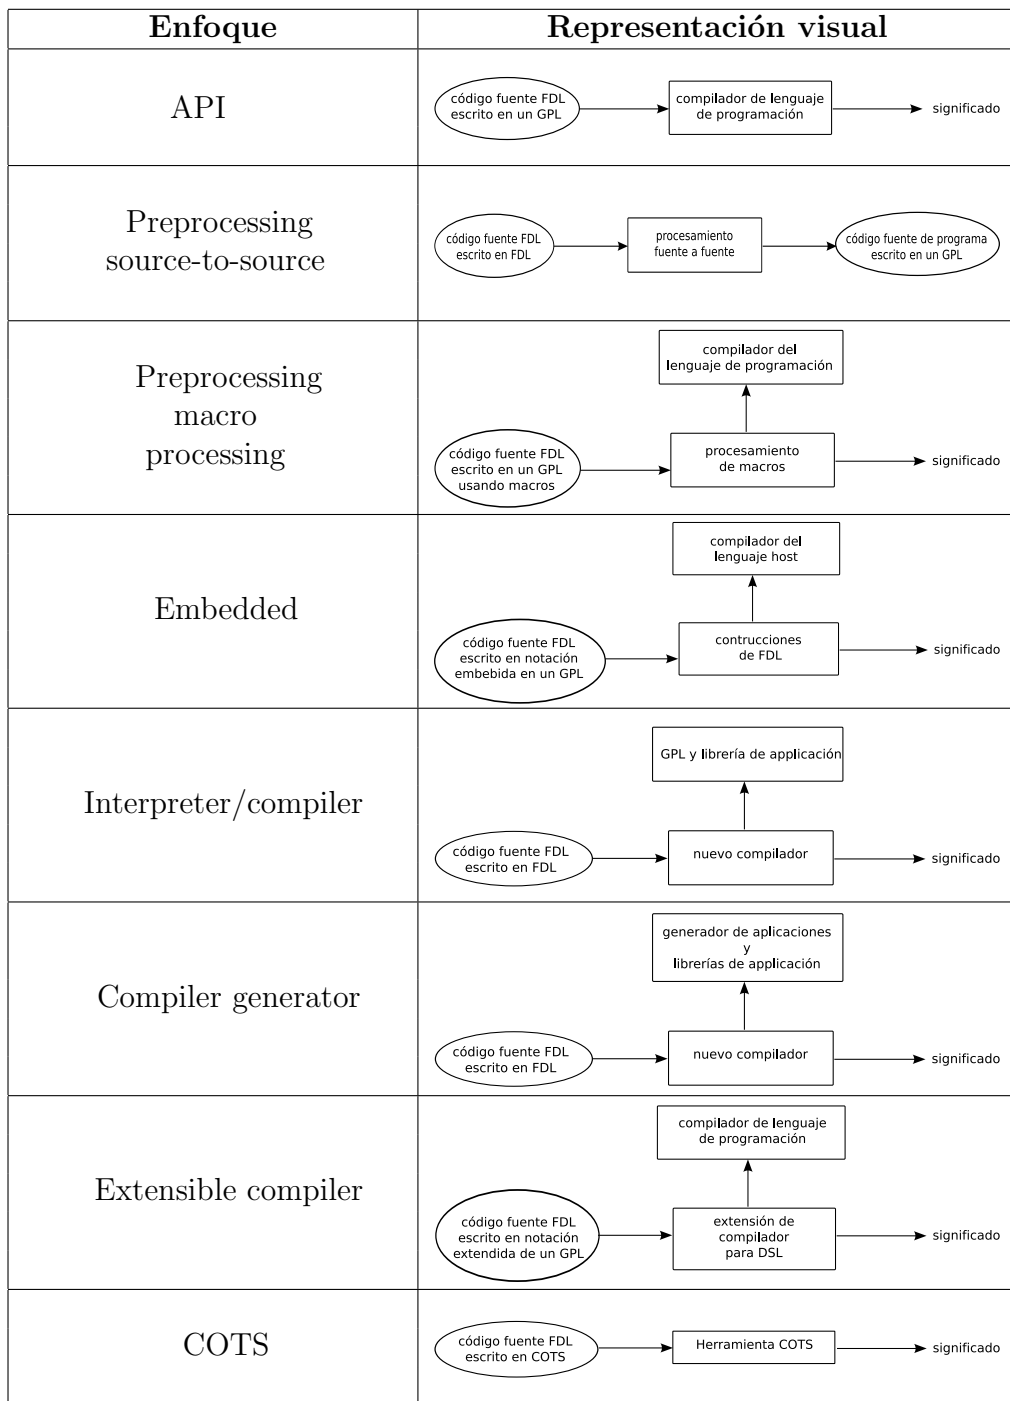 Enfoque
Representación visual
API
código fuente FDL
escrito en un GPL
compilador de lenguaje
de programación
significado
Preprocessing
source-to-source
código fuente FDL
escrito en FDL
procesamiento
fuente a fuente
código fuente de programa
escrito en un GPL
Preprocessing
macro
processing
compilador del
lenguaje de programación
código fuente FDL
escrito en un GPL
usando macros
procesamiento
de macros
significado
Embedded
compilador del
lenguaje host
código fuente FDL
escrito en notación
embebida en un GPL
contrucciones
de FDL
significado
Interpreter/compiler
GPL y librería de applicación
código fuente FDL
escrito en FDL
nuevo compilador
significado
Compiler generator
generador de aplicaciones
y
librerías de applicación
código fuente FDL
escrito en FDL
nuevo compilador
significado
Extensible compiler
compilador de lenguaje
de programación
código fuente FDL
escrito en notación
extendida de un GPL
extensión de
compilador
para DSL
significado
COTS
código fuente FDL
escrito en COTS
Herramienta COTS
significado